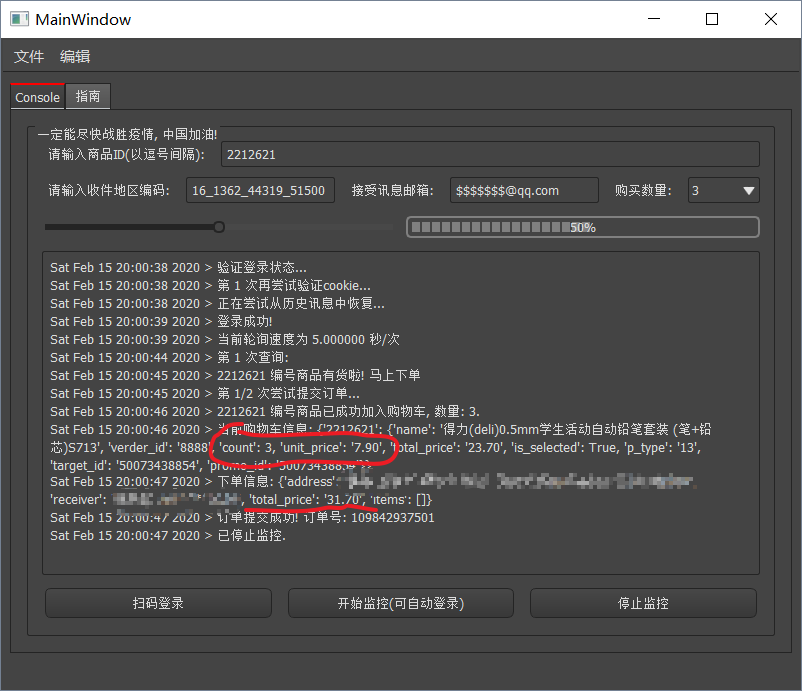 MainWindow
文件 编辑
Console 指南
一定能尽快战胜疫情, 中国加油!
请输入商品ID(以逗号间隔): 2212621
请输入收件地区编码: 16_1362_44319_51500 接受讯息邮箱: $$$$$$$@qq.com 购买数量: 3
50%
Sat Feb 15 20:00:38 2020 > 验证登录状态...
Sat Feb 15 20:00:38 2020 > 第 1 次再尝试验证cookie...
Sat Feb 15 20:00:38 2020 > 正在尝试从历史讯息中恢复...
Sat Feb 15 20:00:39 2020 > 登录成功!
Sat Feb 15 20:00:39 2020 > 当前轮询速度为 5.000000 秒/次
Sat Feb 15 20:00:44 2020 > 第 1 次查询:
Sat Feb 15 20:00:45 2020 > 2212621 编号商品有货啦! 马上下单
Sat Feb 15 20:00:45 2020 > 第 1/2 次尝试提交订单...
Sat Feb 15 20:00:46 2020 > 2212621 编号商品已成功加入购物车, 数量: 3.
Sat Feb 15 20:00:46 2020 > 当前购物车信息: {'2212621': {'name': '得力(deli)0.5mm学生活动自动铅笔套装 (笔+铅
芯)S713', 'verder_id': '8888', 'count': 3, 'unit_price': '7.90', 'total_price': '23.70', 'is_selected': True, 'p_type': '13',
'target_id': '50073438854', 'promo_id': '50073438854'}}
Sat Feb 15 20:00:47 2020 > 下单信息: {'address':
'receiver': 'total_price': '31.70', 'items': []}
Sat Feb 15 20:00:47 2020 > 订单提交成功! 订单号: 109842937501
Sat Feb 15 20:00:47 2020 > 已停止监控.
扫码登录 开始监控(可自动登录) 停止监控